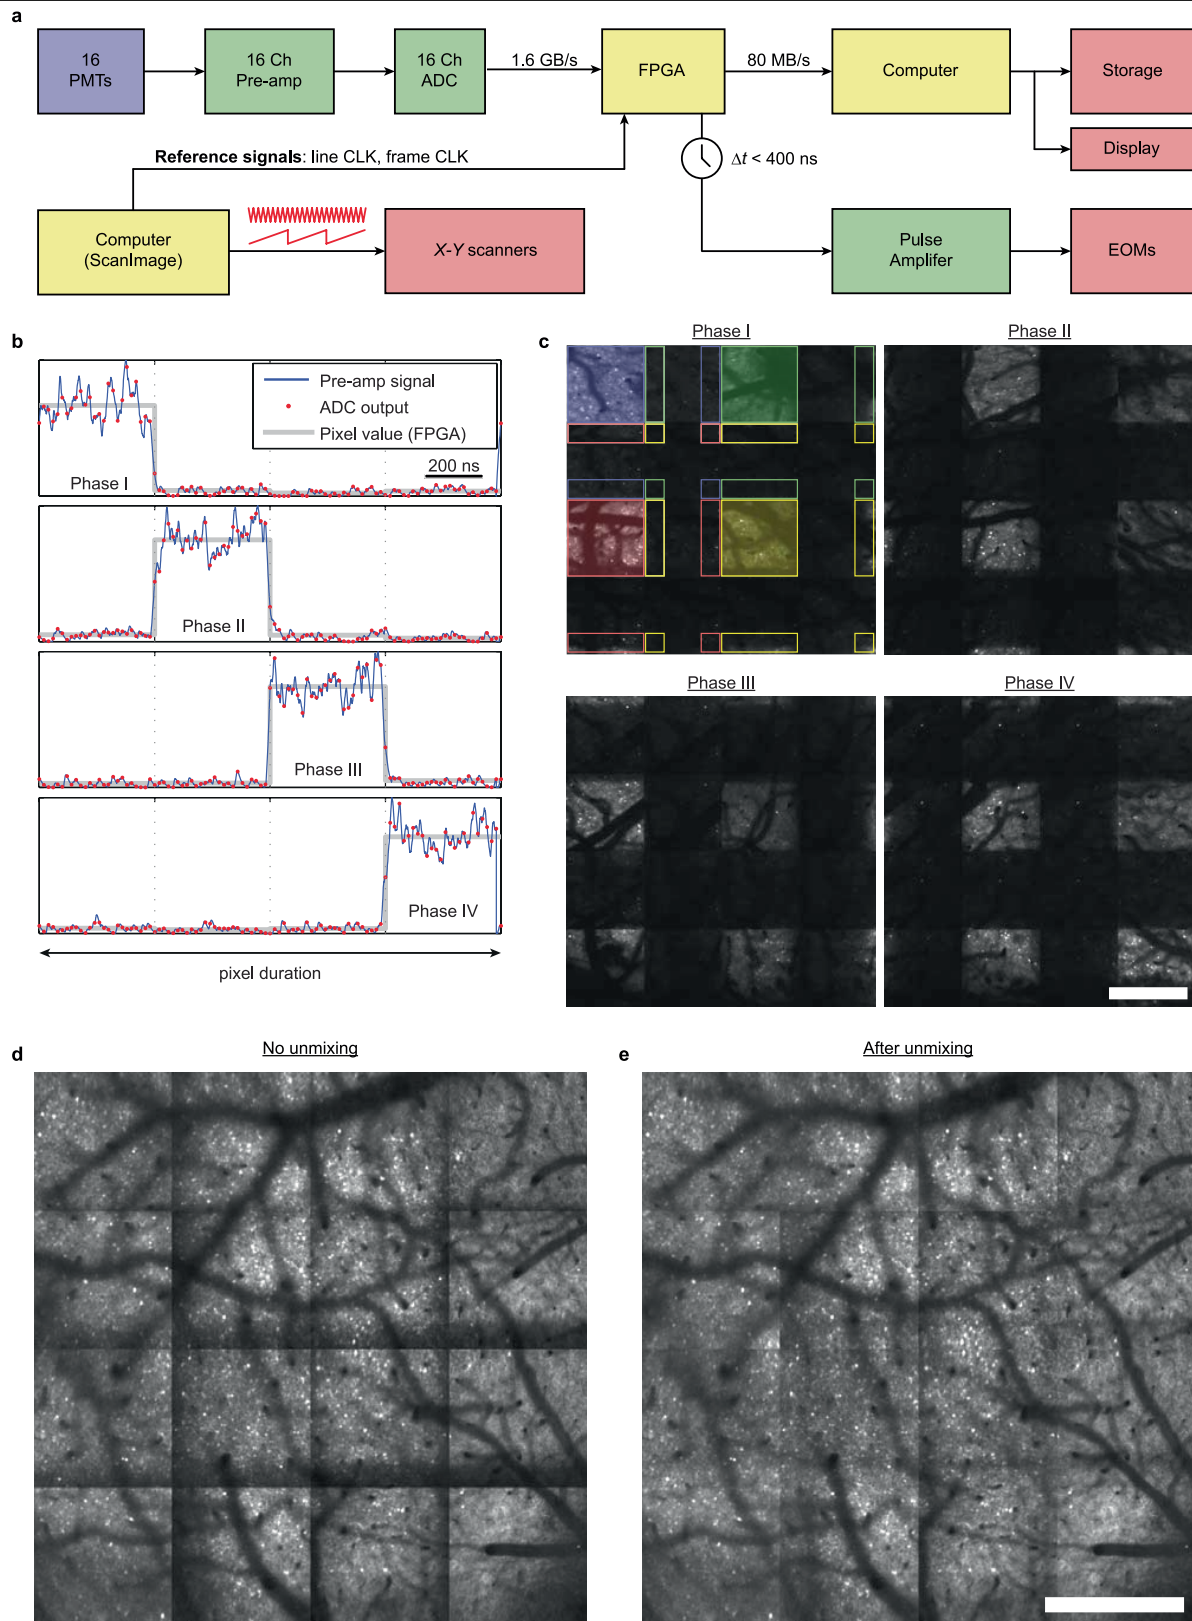 a
16
PMTs
16 Ch
Pre-amp
16 Ch
ADC
1.6 GB/s
FPGA
80 MB/s
Computer
Storage
Display
Reference signals: line CLK, frame CLK
Δt < 400 ns
Computer
(ScanImage)
X-Y scanners
Pulse
Amplifer
EOMs
b
Pre-amp signal
ADC output
Pixel value (FPGA)
200 ns
Phase I
Phase II
Phase III
Phase IV
pixel duration
c
Phase I
Phase II
Phase III
Phase IV
d
No unmixing
e
After unmixing